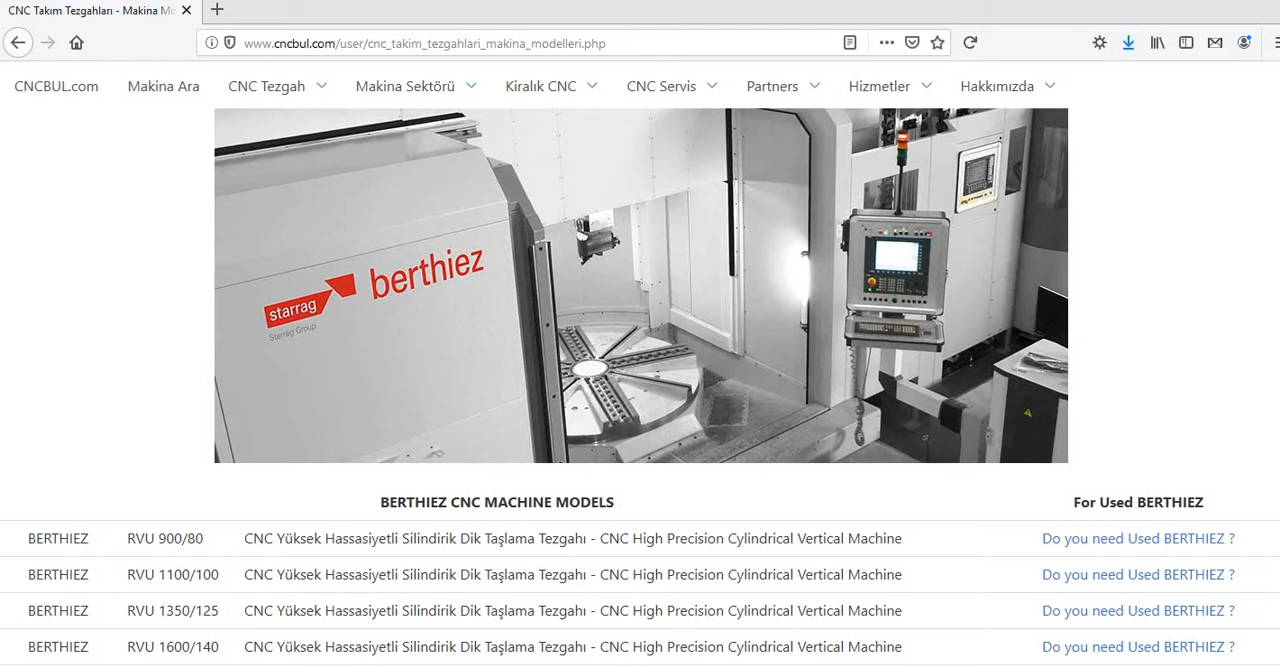 CNC Takım Tezgahları - Makina Mo
www.cncbul.com/user/cnc_takim_tezgahlari_makina_modelleri.php
CNCBUL.com Makina Ara CNC Tezgah Makina Sektörü Kiralık CNC CNC Servis Partners Hizmetler Hakkımızda
starrag berthiez
Starrag Group
BERTHIEZ CNC MACHINE MODELS For Used BERTHIEZ
BERTHIEZ RVU 900/80 CNC Yüksek Hassasiyetli Silindirik Dik Taşlama Tezgahı - CNC High Precision Cylindrical Vertical Machine Do you need Used BERTHIEZ ?
BERTHIEZ RVU 1100/100 CNC Yüksek Hassasiyetli Silindirik Dik Taşlama Tezgahı - CNC High Precision Cylindrical Vertical Machine Do you need Used BERTHIEZ ?
BERTHIEZ RVU 1350/125 CNC Yüksek Hassasiyetli Silindirik Dik Taşlama Tezgahı - CNC High Precision Cylindrical Vertical Machine Do you need Used BERTHIEZ ?
BERTHIEZ RVU 1600/140 CNC Yüksek Hassasiyetli Silindirik Dik Taşlama Tezgahı - CNC High Precision Cylindrical Vertical Machine Do you need Used BERTHIEZ ?